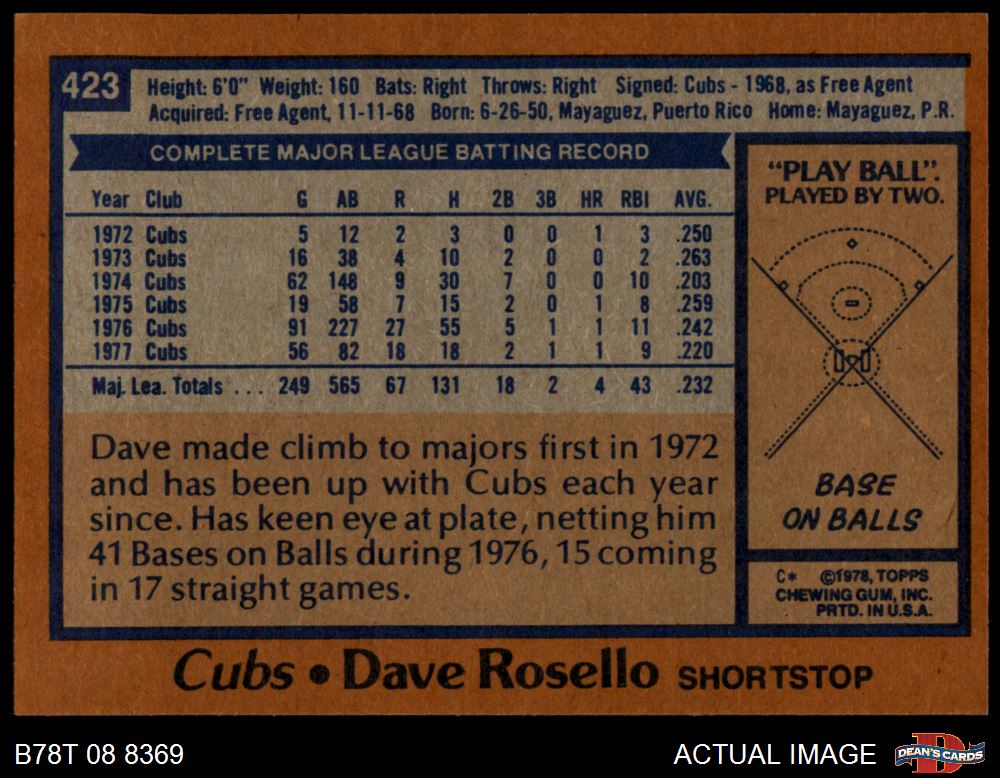 423
Height: 6'0" Weight: 160 Bats: Right Throws: Right Signed: Cubs - 1968, as Free Agent
Acquired: Free Agent, 11-11-68 Born: 6-26-50, Mayaguez, Puerto Rico Home: Mayaguez, P.R.
COMPLETE MAJOR LEAGUE BATTING RECORD
Year Club G AB R H 2B 3B HR RBI AVG.
1972 Cubs 5 12 2 3 0 0 1 3 .250
1973 Cubs 16 38 4 10 2 0 0 2 .263
1974 Cubs 62 148 9 30 7 0 0 10 .203
1975 Cubs 19 58 7 15 2 0 1 8 .259
1976 Cubs 91 227 27 55 5 1 1 11 .242
1977 Cubs 56 82 18 18 2 1 1 9 .220
Maj. Lea. Totals . . . 249 565 67 131 18 2 4 43 .232
Dave made climb to majors first in 1972
and has been up with Cubs each year
since. Has keen eye at plate, netting him
41 Bases on Balls during 1976, 15 coming
in 17 straight games.
"PLAY BALL".
PLAYED BY TWO.
BASE
ON BALLS
C* ©1978, TOPPS
CHEWING GUM, INC.
PRTD. IN U.S.A.
Cubs • Dave Rosello SHORTSTOP
B78T 08 8369
ACTUAL IMAGE
D
DEAN'S CARDS